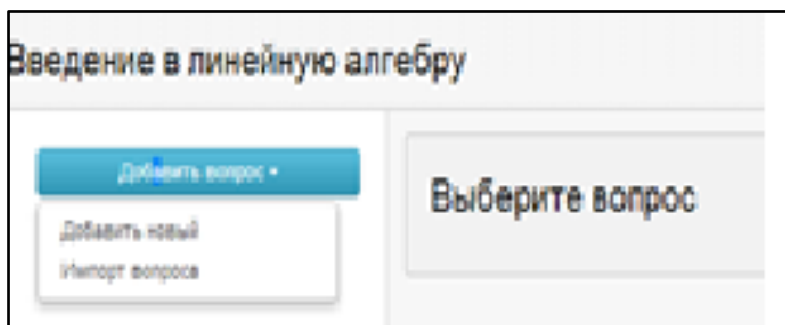 Введение в линейную алгебру
Добавить вопрос
Добавить новый
Импорт вопроса
Выберите вопрос